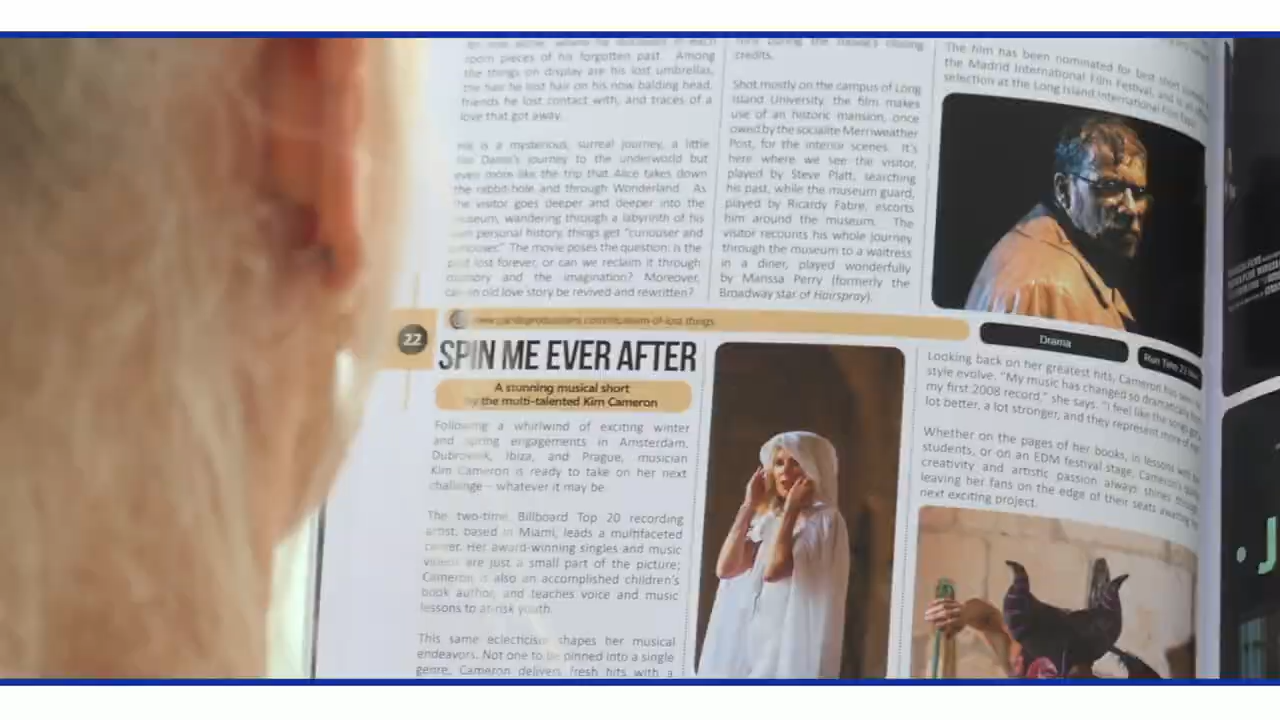 room pieces of his forgotten past. Among
the things on display are his lost umbrellas,
the hair he lost hair on his now balding head,
friends he lost contact with, and traces of a
love that got away.
is a mysterious, surreal journey, a little
Dante's journey to the underworld but
even more like the trip that Alice takes down
the rabbit-hole and through Wonderland. As
the visitor goes deeper and deeper into the
museum, wandering through a labyrinth of his
own personal history, things get "curiouser and
curiouser." The movie poses the question: is the
past lost forever, or can we reclaim it through
memory and the imagination? Moreover,
can an old love story be revived and rewritten?
credits.
Shot mostly on the campus of Long
Island University, the film makes
use of an historic mansion, once
owed by the socialite Merriweather
Post, for the interior scenes. It's
here where we see the visitor,
played by Steve Platt, searching
his past, while the museum guard,
played by Ricardy Fabre, escorts
him around the museum. The
visitor recounts his whole journey
through the museum to a waitress
in a diner, played wonderfully
by Marissa Perry (formerly the
Broadway star of Hairspray).
The film has been nominated for best short
the Madrid International Film Festival, and is
selection at the Long Island International Film
22
SPIN ME EVER AFTER
Drama
Run Time 23
A stunning musical short
by the multi-talented Kim Cameron
Following a whirlwind of exciting winter
and spring engagements in Amsterdam,
Dubrovnik, Ibiza, and Prague, musician
Kim Cameron is ready to take on her next
challenge – whatever it may be.
The two-time Billboard Top 20 recording
artist, based in Miami, leads a multifaceted
career. Her award-winning singles and music
videos are just a small part of the picture;
Cameron is also an accomplished children's
book author, and teaches voice and music
lessons to at-risk youth.
This same eclecticism shapes her musical
endeavors. Not one to be pinned into a single
genre, Cameron delivers fresh hits with a
Looking back on her greatest hits, Cameron has seen
style evolve. "My music has changed so dramatically from
my first 2008 record," she says. "I feel like the songs
lot better, a lot stronger, and they represent more of
Whether on the pages of her books, in lessons with
students, or on an EDM festival stage, Cameron's
creativity and artistic passion always shines through
leaving her fans on the edge of their seats awaiting
next exciting project.